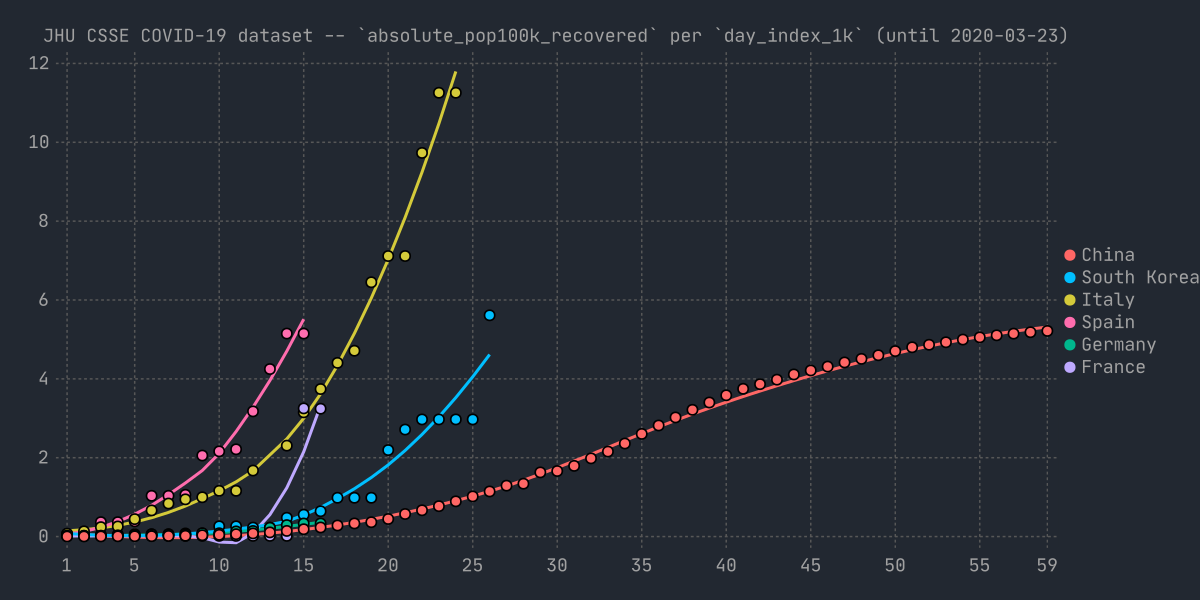 JHU CSSE COVID-19 dataset -- `absolute_pop100k_recovered` per `day_index_1k` (until 2020-03-23)
12
10
8
6
4
2
0
1 5 10 15 20 25 30 35 40 45 50 55 59
China
South Korea
Italy
Spain
Germany
France